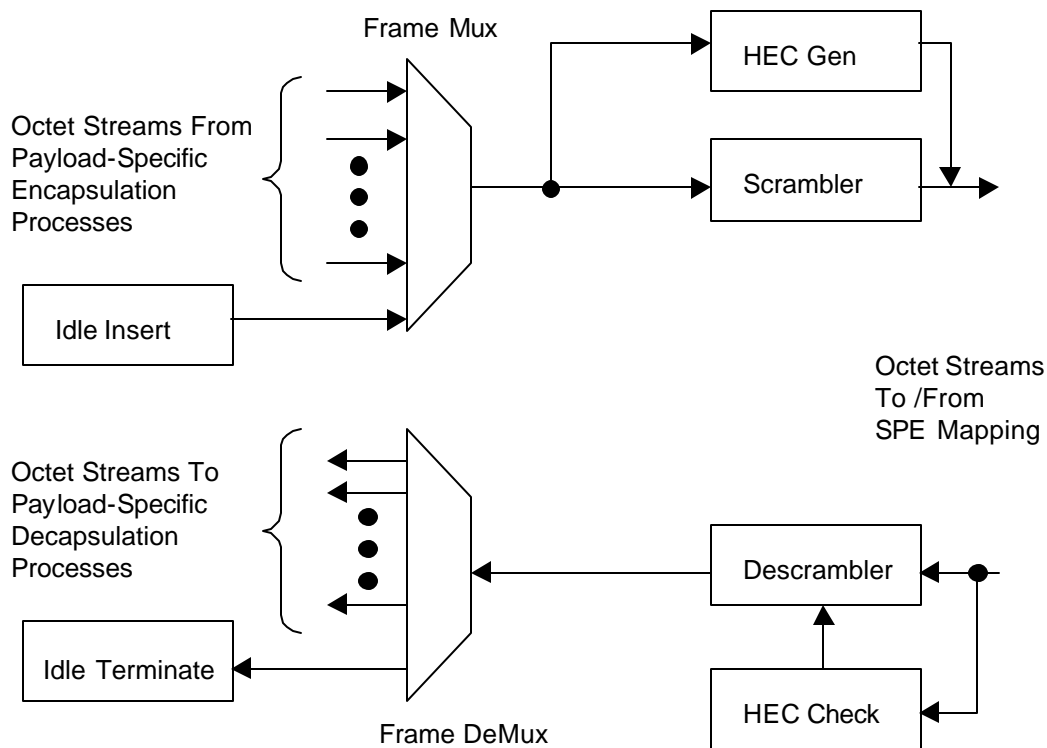 Frame Mux
HEC Gen
Octet Streams From
Payload-Specific
Encapsulation
Processes
Scrambler
Idle Insert
Octet Streams
To /From
SPE Mapping
Octet Streams To
Payload-Specific
Decapsulation
Processes
Descrambler
Idle Terminate
HEC Check
Frame DeMux